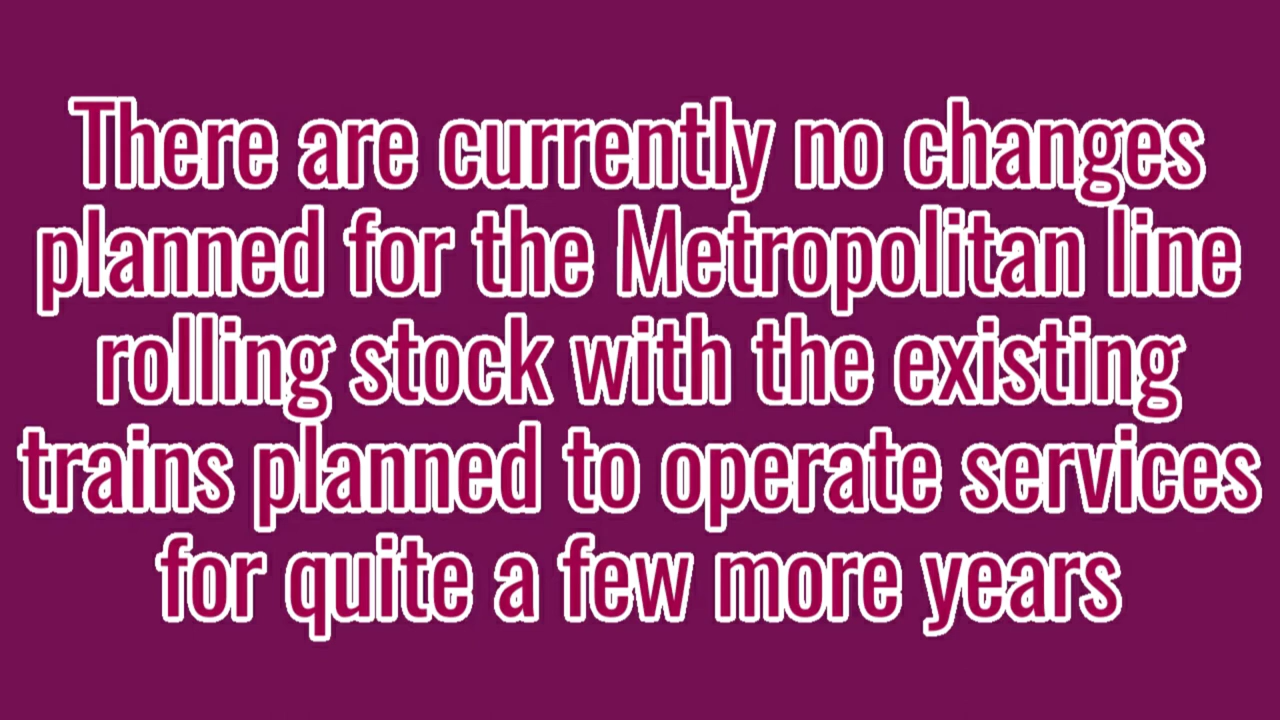 There are currently no changes
planned for the Metropolitan line
rolling stock with the existing
trains planned to operate services
for quite a few more years